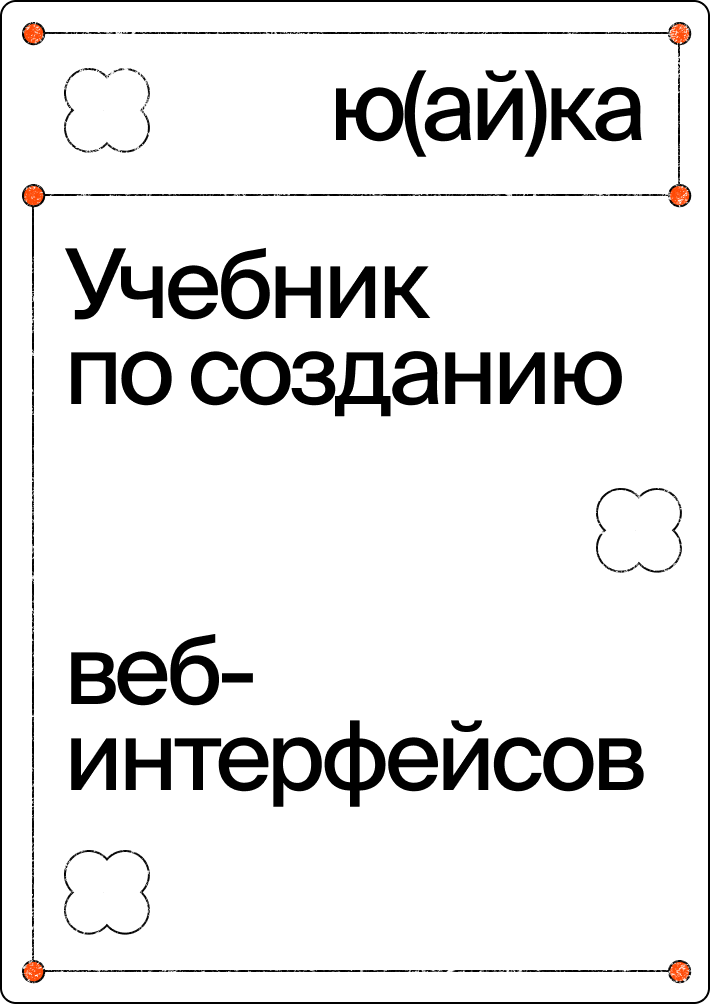 ю(ай)ка
Учебник
по созданию
веб-
интерфейсов